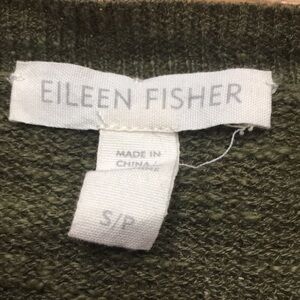 EILEEN FISHER
MADE IN
CHINA/
S/P